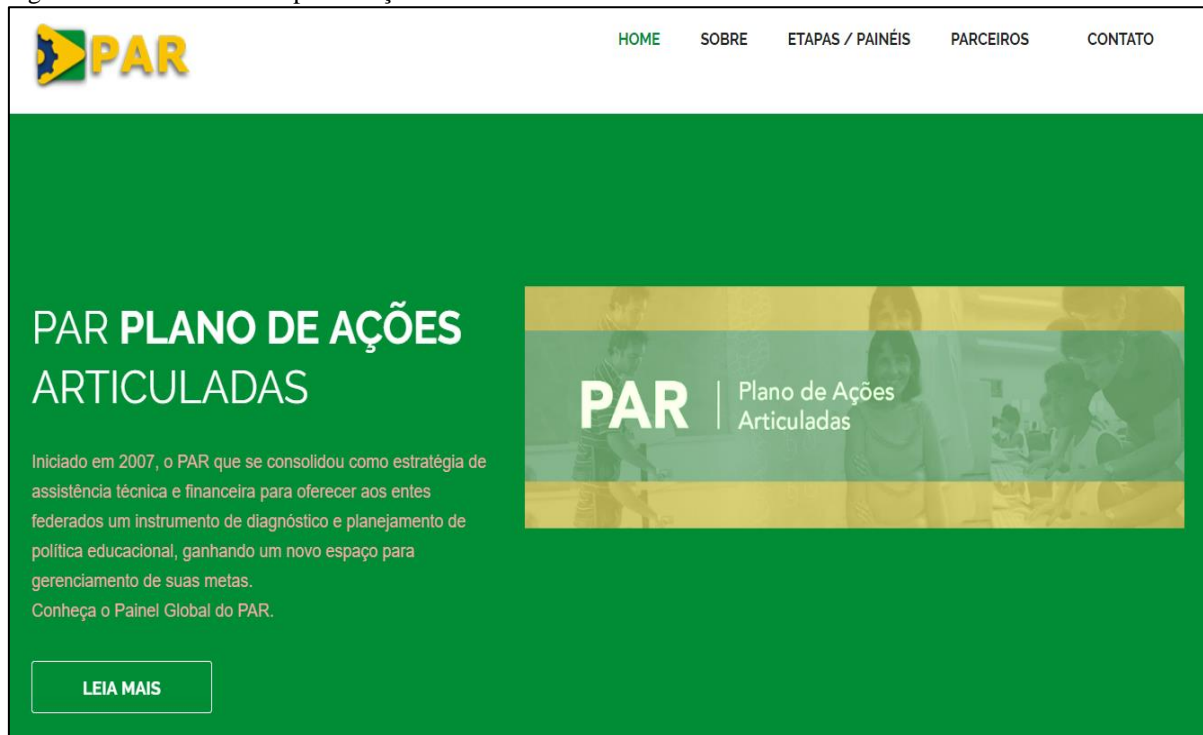 PAR
HOME SOBRE ETAPAS / PAINÉIS PARCEIROS CONTATO
PAR PLANO DE AÇÕES
ARTICULADAS
Iniciado em 2007, o PAR que se consolidou como estratégia de
assistência técnica e financeira para oferecer aos entes
federados um instrumento de diagnóstico e planejamento de
política educacional, ganhando um novo espaço para
gerenciamento de suas metas.
Conheça o Painel Global do PAR.
LEIA MAIS
PAR | Plano de Ações
Articuladas